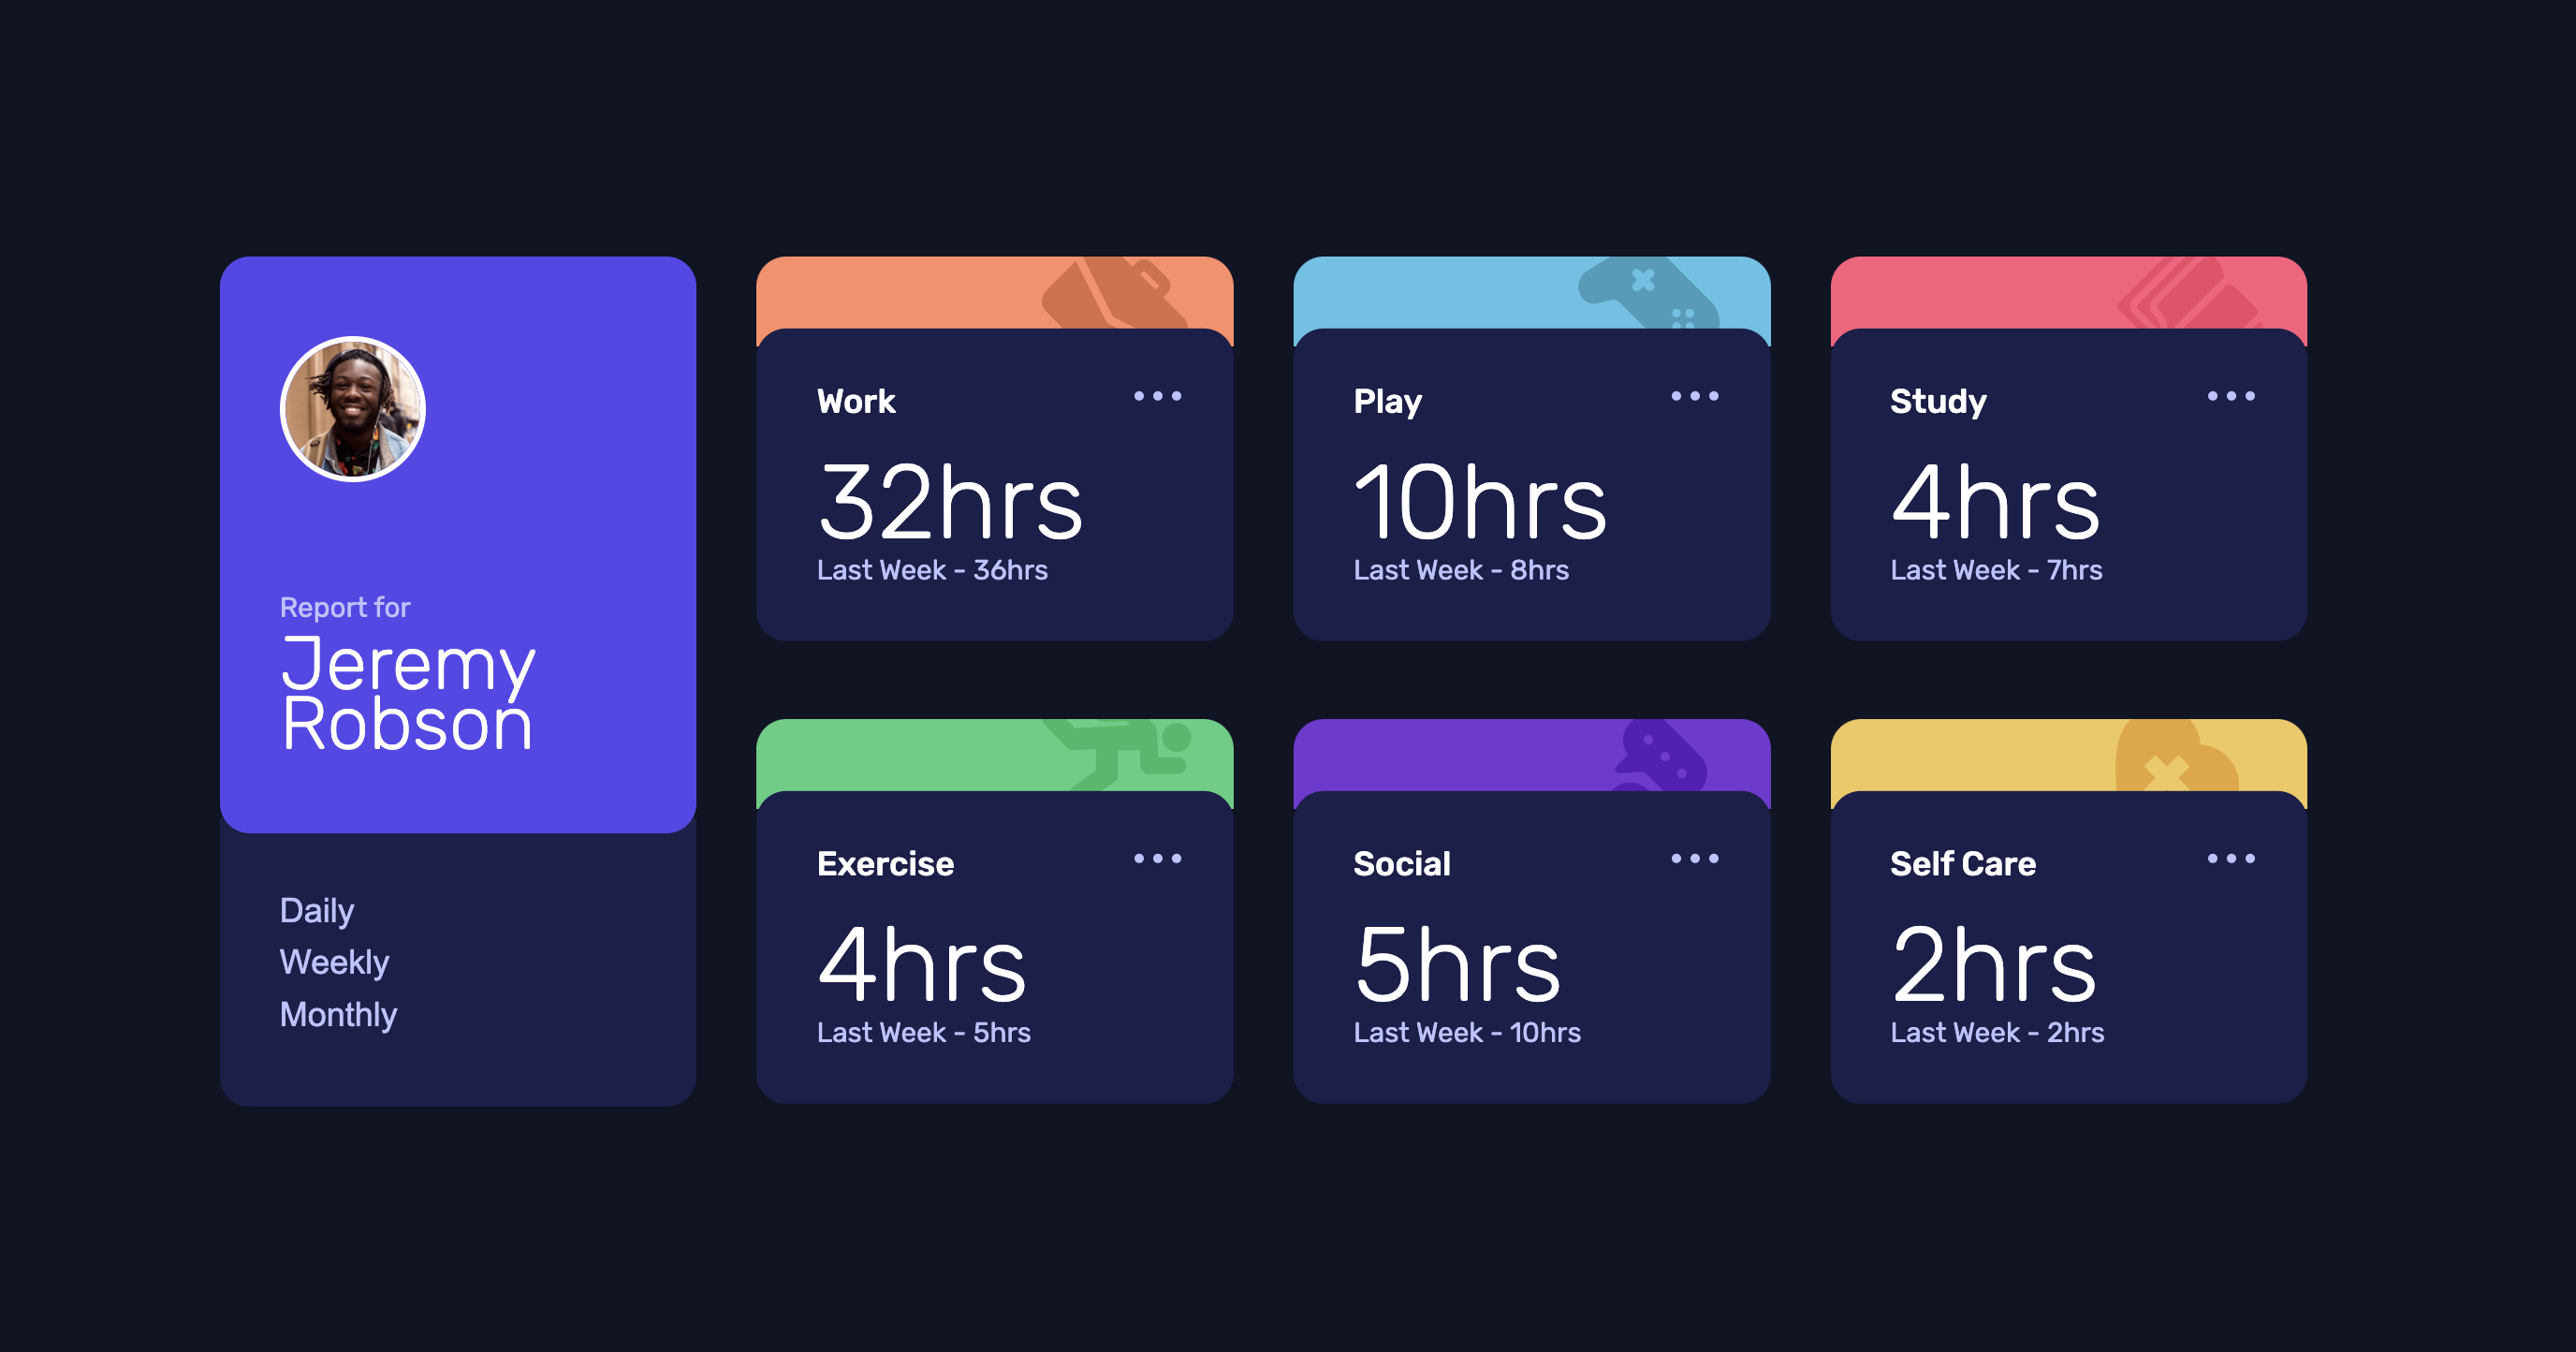 Report for
Jeremy
Robson
Daily
Weekly
Monthly
Work
32hrs
Last Week - 36hrs
Play
10hrs
Last Week - 8hrs
Study
4hrs
Last Week - 7hrs
Exercise
4hrs
Last Week - 5hrs
Social
5hrs
Last Week - 10hrs
Self Care
2hrs
Last Week - 2hrs